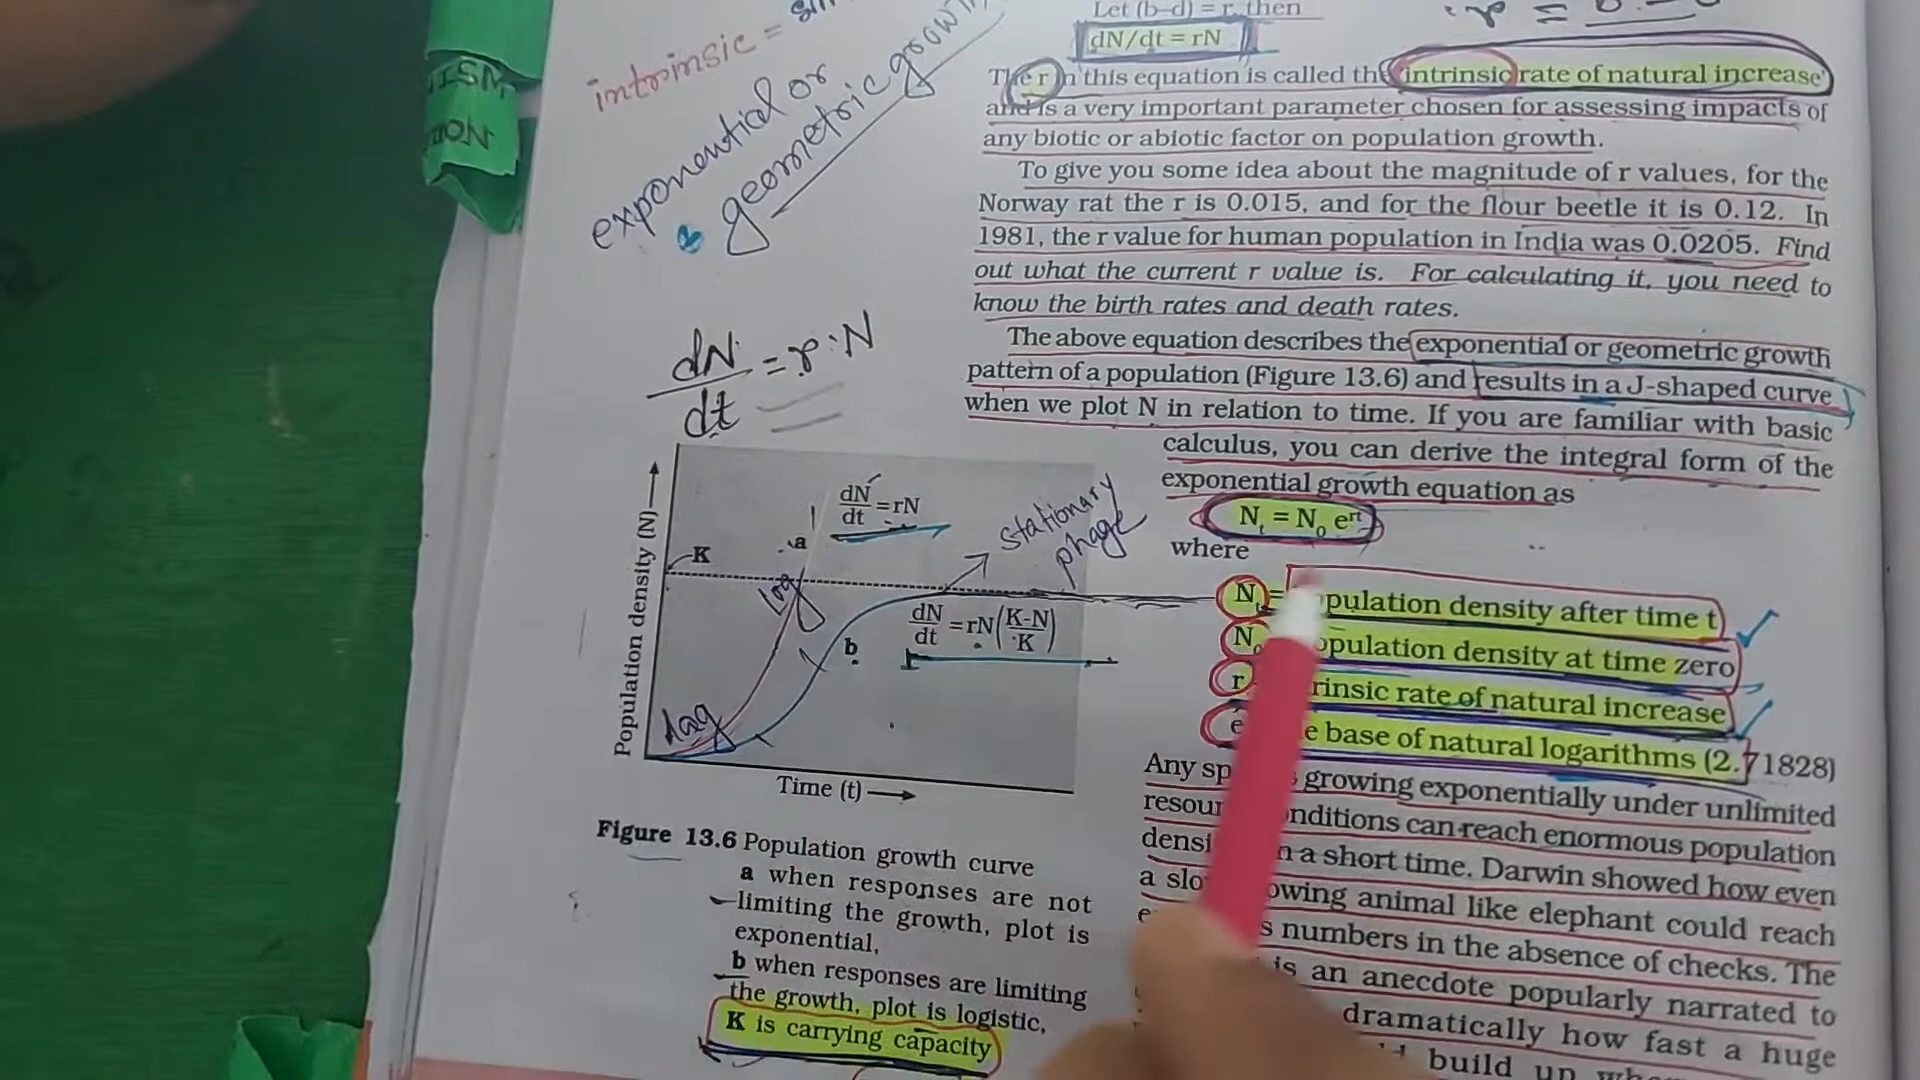 Let (b–d) = r, then
dN/dt = rN
The r in this equation is called the 'intrinsic rate of natural increase'
and is a very important parameter chosen for assessing impacts of
any biotic or abiotic factor on population growth.
To give you some idea about the magnitude of r values, for the
Norway rat the r is 0.015, and for the flour beetle it is 0.12. In
1981, the r value for human population in India was 0.0205. Find
out what the current r value is. For calculating it, you need to
know the birth rates and death rates.
The above equation describes the exponential or geometric growth
pattern of a population (Figure 13.6) and results in a J-shaped curve
when we plot N in relation to time. If you are familiar with basic
calculus, you can derive the integral form of the
exponential growth equation as
Nt = N0 e^rt
where
Nt = population density after time t
N0 population density at time zero
r intrinsic rate of natural increase
e base of natural logarithms (2.71828)
Any growing exponentially under unlimited
conditions can reach enormous population
in a short time. Darwin showed how even
a growing animal like elephant could reach
numbers in the absence of checks. The
is an anecdote popularly narrated to
dramatically how fast a huge
build up
intrinsic =
exponential or
geometric growth
dN/dt = r.N
Population density (N)
K
a
dN/dt = rN
Stationary
phage
log
b
dN/dt = rN(K-N/K)
Lag
Time (t)
Figure 13.6 Population growth curve
a when responses are not
limiting the growth, plot is
exponential,
b when responses are limiting
the growth, plot is logistic,
K is carrying capacity
ISM
ION